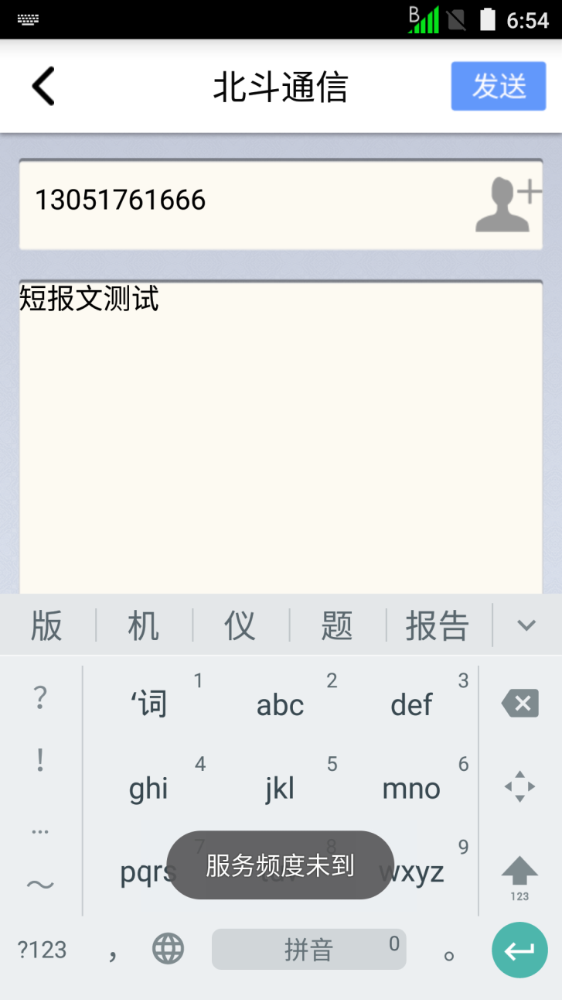 B 6:54
北斗通信 发送
13051761666
短报文测试
版 机 仪 题 报告
? 1 ‘词 2 abc 3 def
! 4 ghi 5 jkl 6 mno
… 7 pqrs 8 tuv 9 wxyz
～ 123
服务频度未到
?123 ， 拼音 0 。